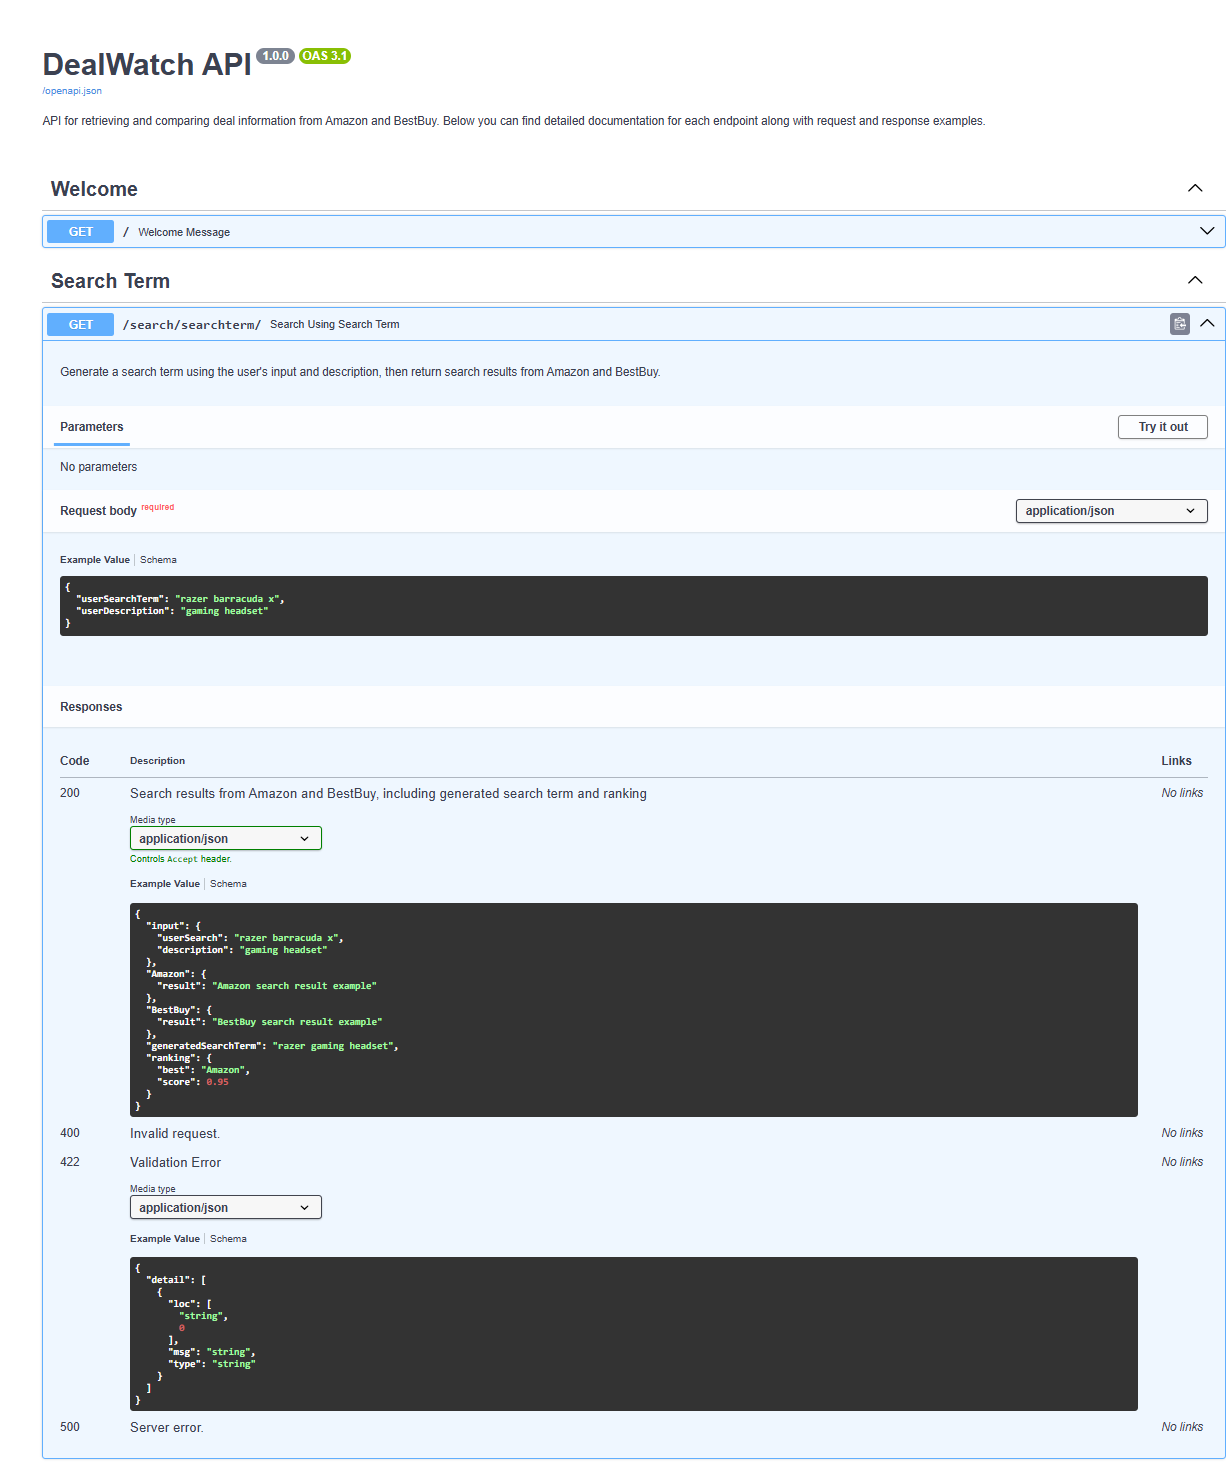 DealWatch API 1.0.0 OAS 3.1
/openapi.json
API for retrieving and comparing deal information from Amazon and BestBuy. Below you can find detailed documentation for each endpoint along with request and response examples.
Welcome
GET / Welcome Message
Search Term
GET /search/searchterm/ Search Using Search Term
Generate a search term using the user's input and description, then return search results from Amazon and BestBuy.
Parameters Try it out
No parameters
Request body required application/json
Example Value Schema
{
  "userSearchTerm": "razer barracuda x",
  "userDescription": "gaming headset"
}
Responses
Code Description Links
200 Search results from Amazon and BestBuy, including generated search term and ranking No links
Media type
application/json
Controls Accept header.
Example Value Schema
{
  "input": {
    "userSearch": "razer barracuda x",
    "description": "gaming headset"
  },
  "Amazon": {
    "result": "Amazon search result example"
  },
  "BestBuy": {
    "result": "BestBuy search result example"
  },
  "generatedSearchTerm": "razer gaming headset",
  "ranking": {
    "best": "Amazon",
    "score": 0.95
  }
}
400 Invalid request. No links
422 Validation Error No links
Media type
application/json
Example Value Schema
{
  "detail": [
    {
      "loc": [
        "string",
        0
      ],
      "msg": "string",
      "type": "string"
    }
  ]
}
500 Server error. No links